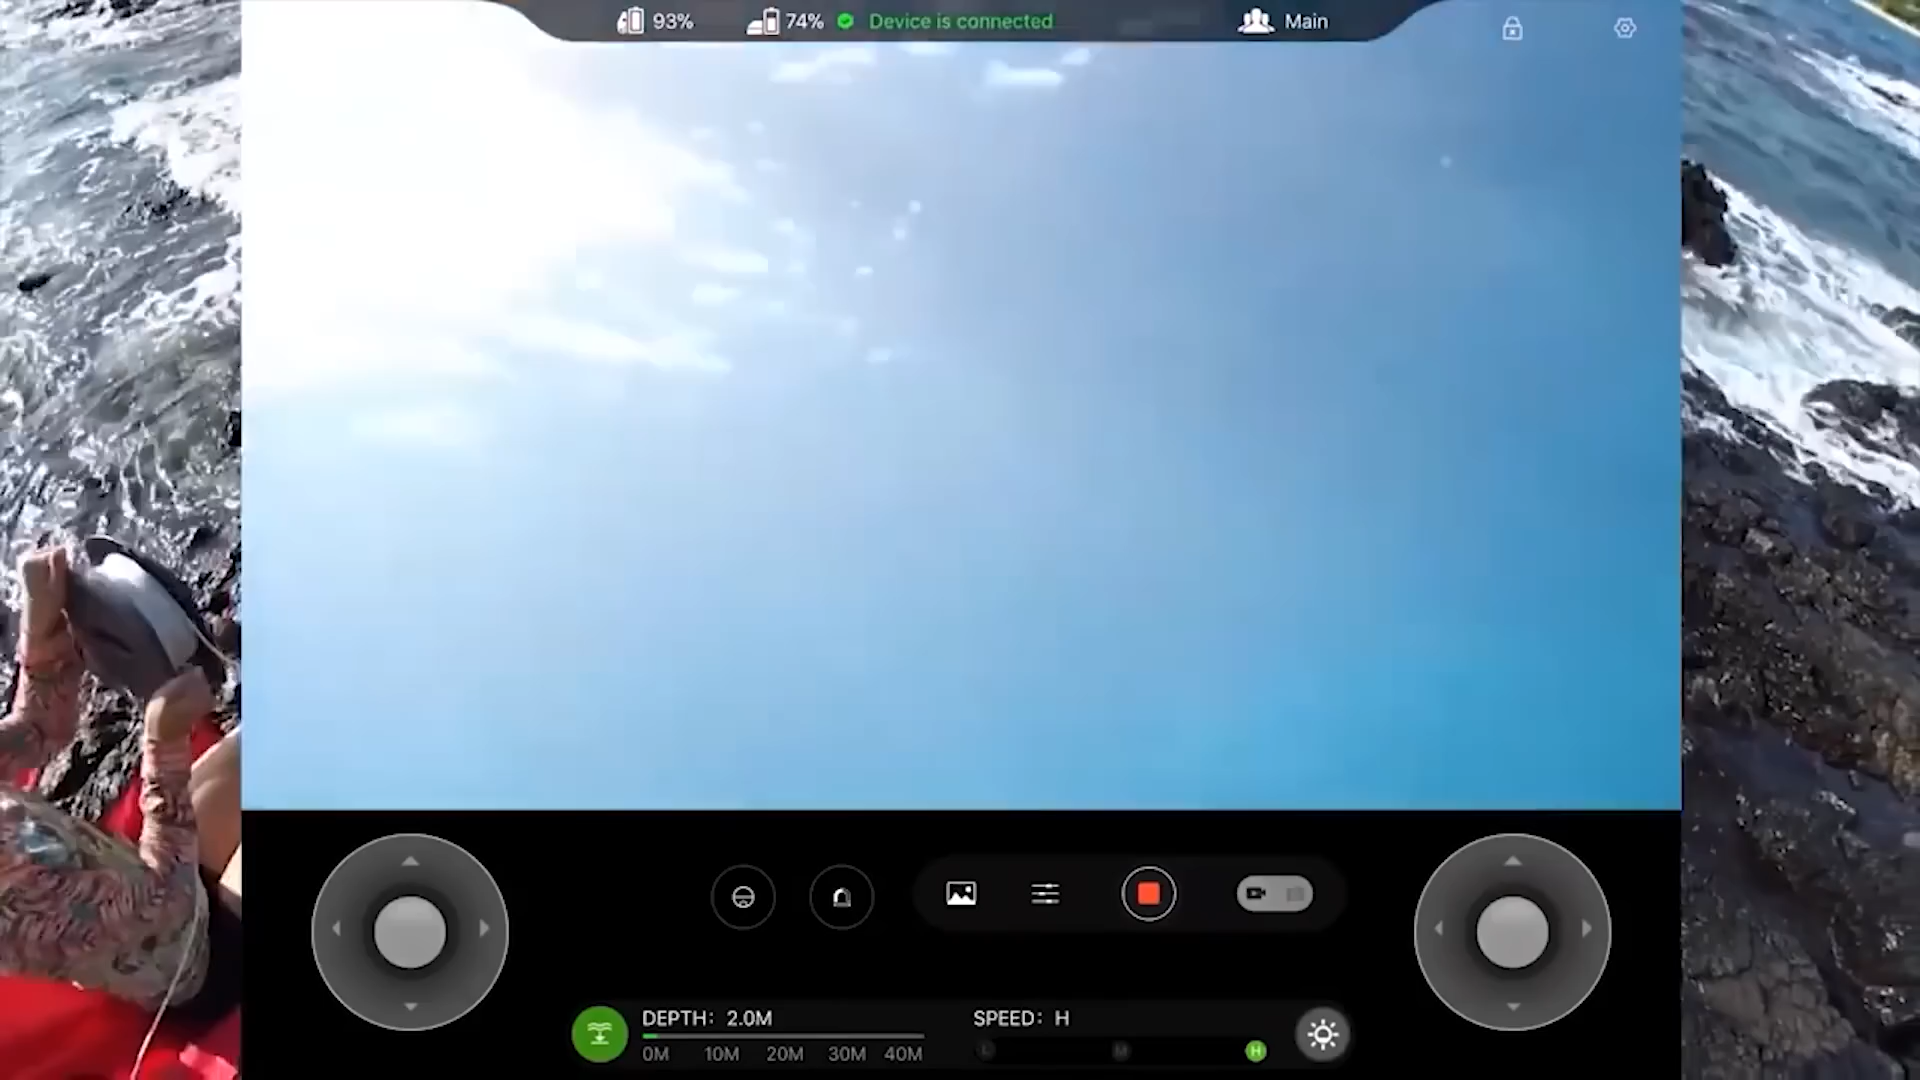 93% 74% Device is connected Main
DEPTH: 2.0M
0M 10M 20M 30M 40M
SPEED: H
L M H